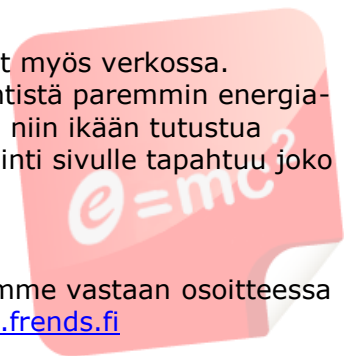 t myös verkossa.
ntistä paremmin energia-
niin ikään tutustua
inti sivulle tapahtuu joko
e=mc²
mme vastaan osoitteessa
.frends.fi